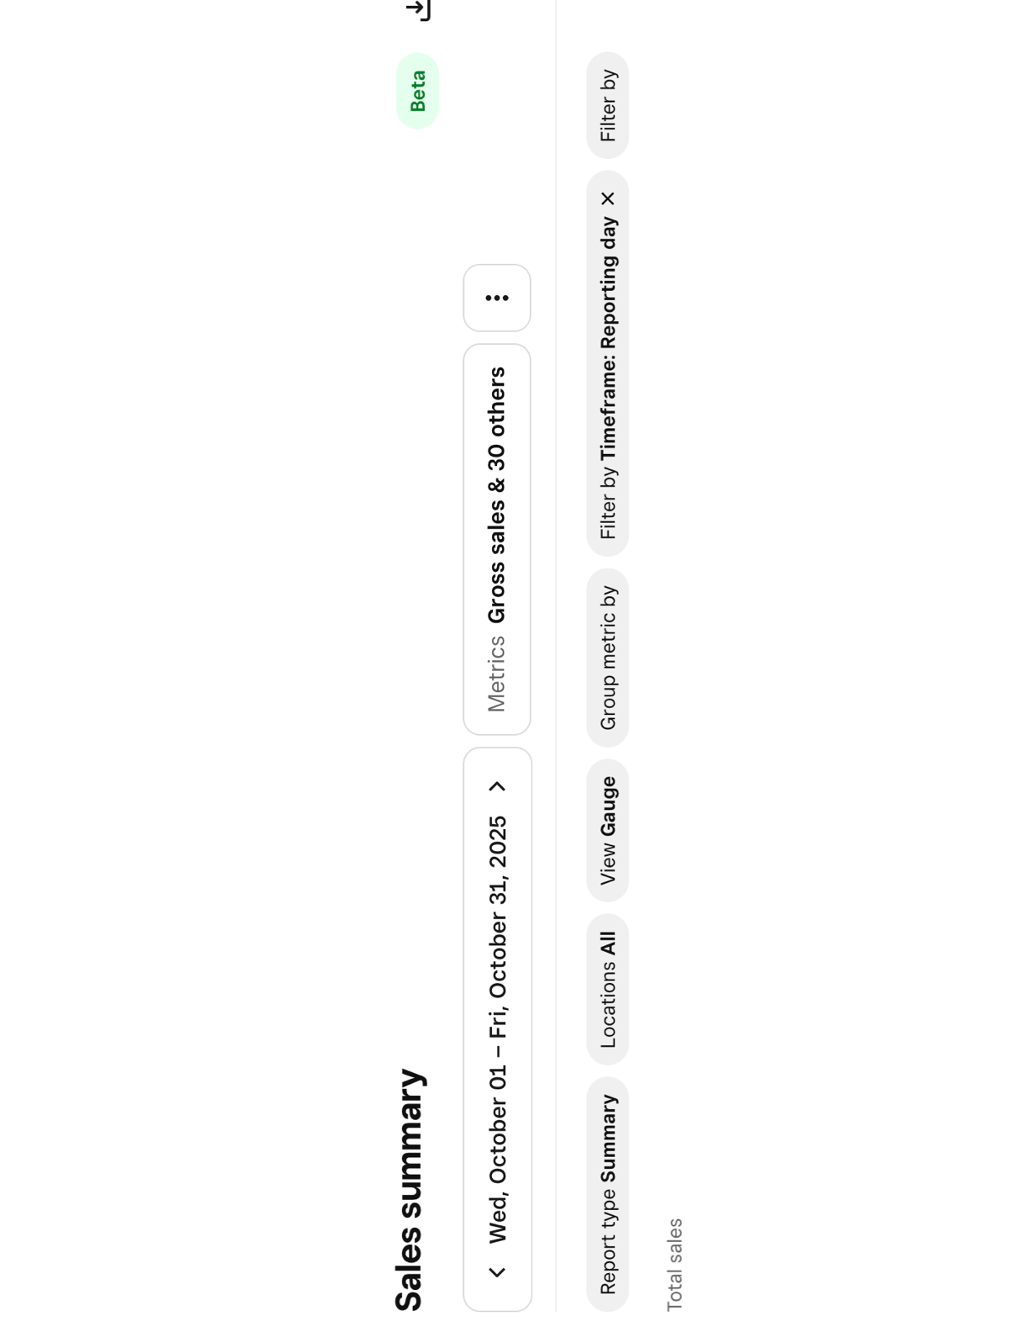 Sales summary Beta
Wed, October 01 – Fri, October 31, 2025 Metrics Gross sales & 30 others
Report type Summary Locations All View Gauge Group metric by Filter by Timeframe: Reporting day Filter by
Total sales